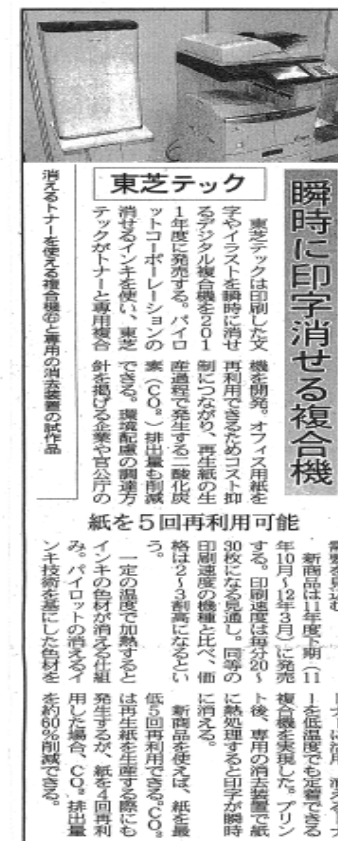 瞬時に印字消せる複合機
紙を5回再利用可能
東芝テック
東芝テックは印刷した文
字やイラストを瞬時に消せ
るデジタル複合機を201
1年度に発売する。パイロ
ットコーポレーションの
消せるインキを使い、東芝
テックがトナーと専用複合
機を開発。オフィス用紙を
再利用できるためコスト抑
制につながり、再生紙の生
産過程で発生する二酸化炭
素（CO₂）排出量も削減
できる。環境配慮の調達方
針を掲げる企業や官公庁の
需要を見込む
新商品は11年度下期（11
年10月〜12年3月）に発売
する。印刷速度は毎分20〜
30枚になる見通し。同等の
印刷速度の機種と比べ、価
格は2〜3割高になるとい
う。
一定の温度で加熱すると
インキの色材が消える仕組
み。パイロットの消えるイ
ンキ技術を基にした色材を
ーを低温度でも定着できる
複合機を実現した。プリン
ト後、専用の消去装置で紙
に熱処理すると印字が瞬時
に消える。
新商品を使えば、紙を最
低5回再利用できる。CO₂
は再生紙を生産する際にも
発生するが、紙を4回再利
用した場合、CO₂排出量
を約60％削減できる。
消えるトナーを使える複合機㊨と専用の消去装置の試作品